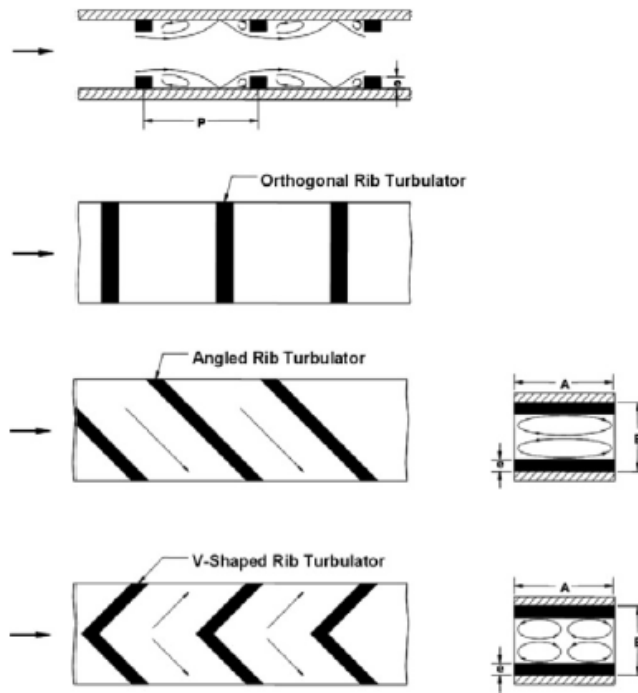 e
P
Orthogonal Rib Turbulator
Angled Rib Turbulator
A
B
e
V-Shaped Rib Turbulator
A
B
e